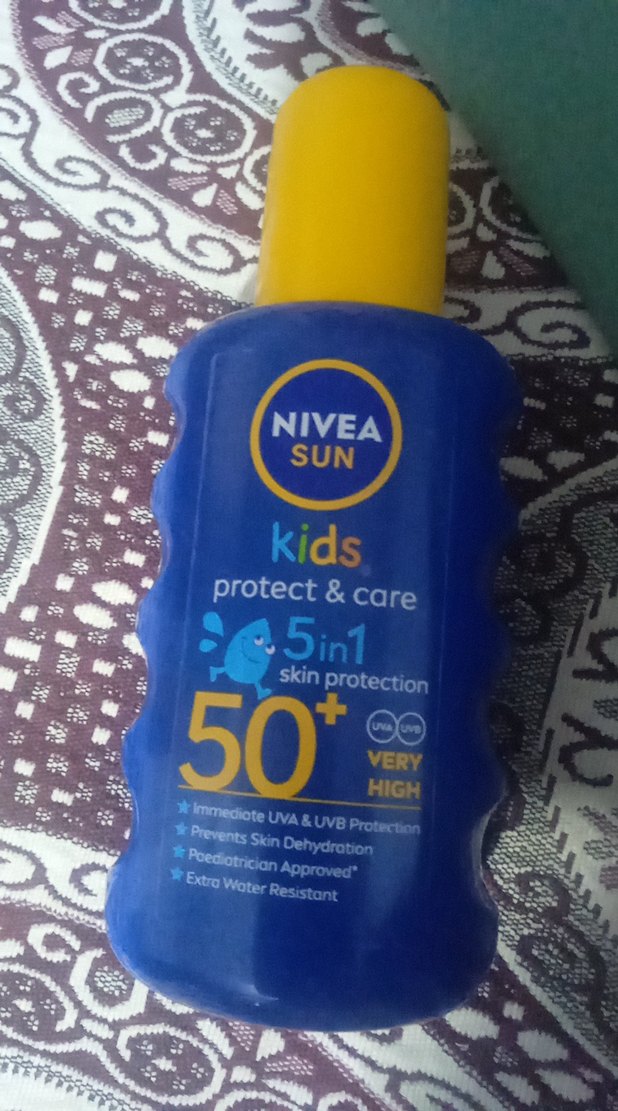 NIVEA
SUN
kids
protect & care
5in1
skin protection
50+
UVA UVB
VERY
HIGH
Immediate UVA & UVB Protection
Prevents Skin Dehydration
Paediatrician Approved*
Extra Water Resistant